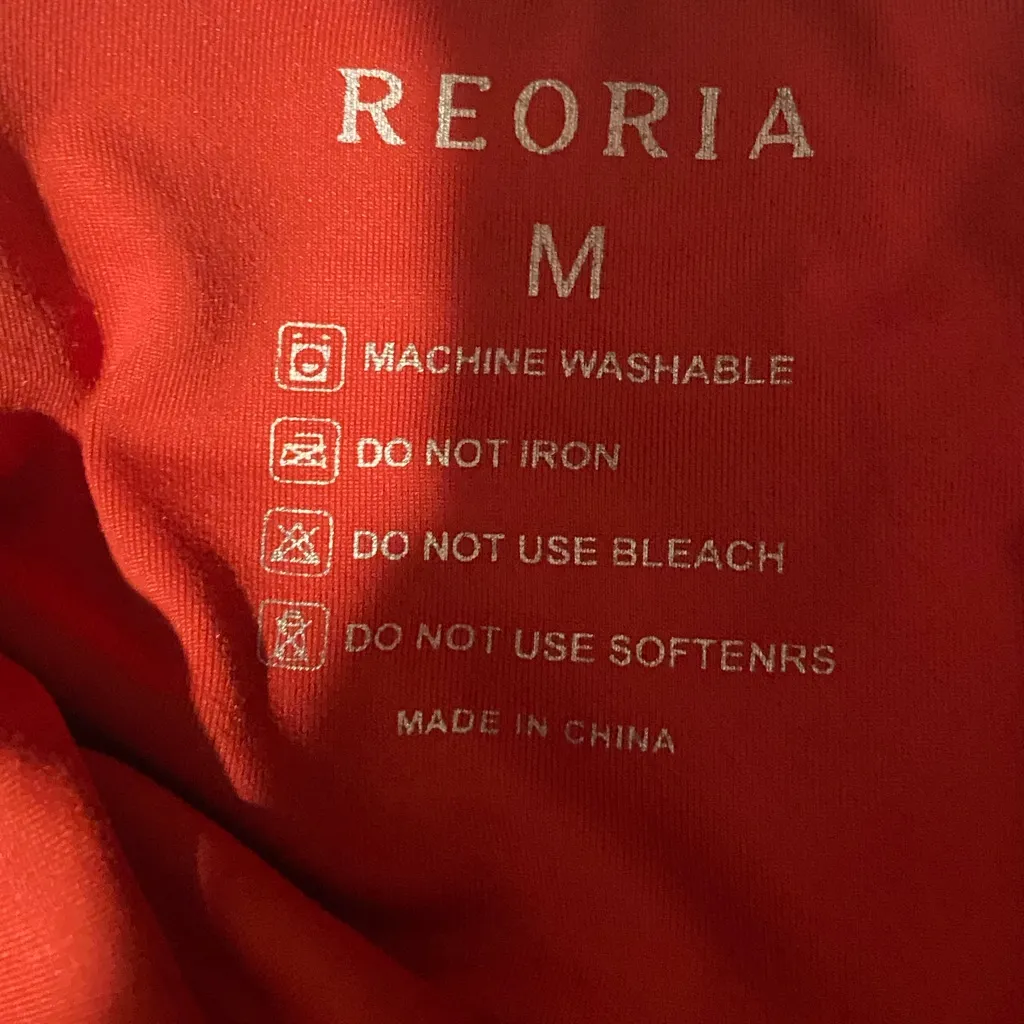 REORIA
M
MACHINE WASHABLE
DO NOT IRON
DO NOT USE BLEACH
DO NOT USE SOFTENRS
MADE IN CHINA